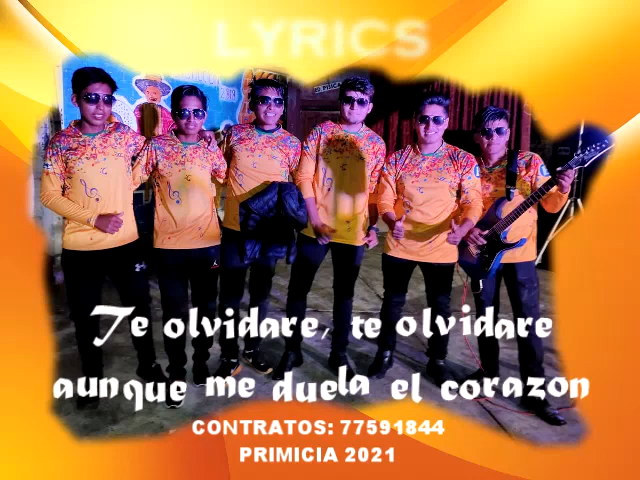 LYRICS
Te olvidare, te olvidare
aunque me duela el corazon
CONTRATOS: 77591844
PRIMICIA 2021